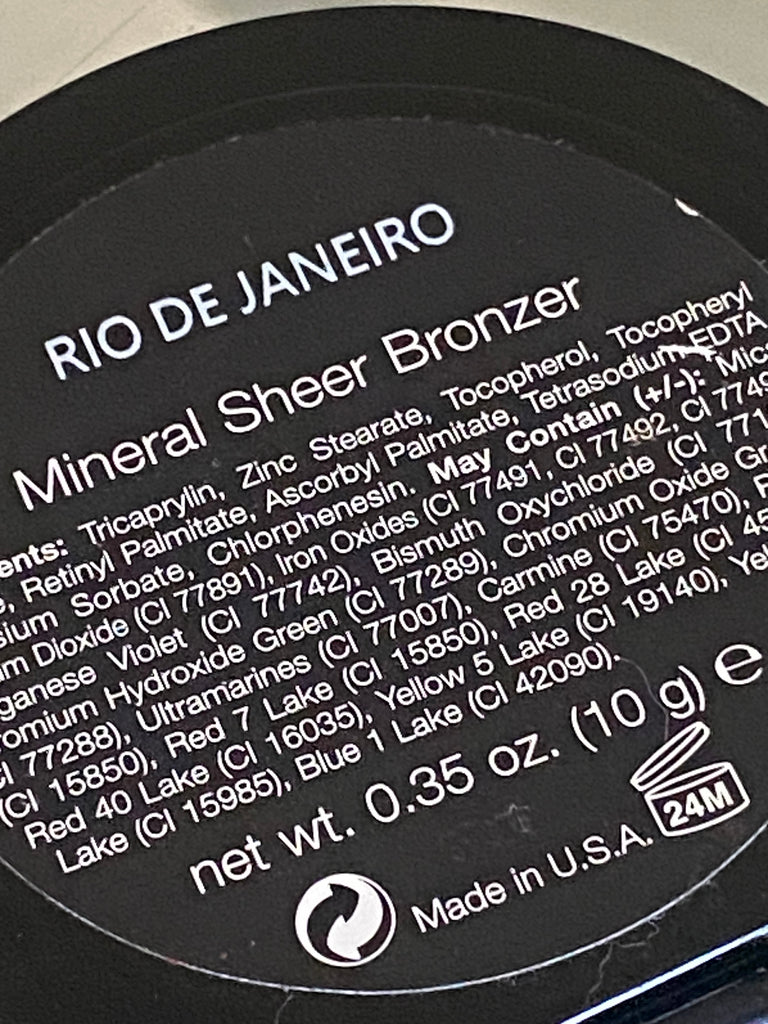 RIO DE JANEIRO
Mineral Sheer Bronzer
ents: Tricaprylin, Zinc Stearate, Tocopherol, Tocopheryl
e, Retinyl Palmitate, Ascorbyl Palmitate, Tetrasodium EDTA
sium Sorbate, Chlorphenesin. May Contain (+/-): Mica
m Dioxide (CI 77891), Iron Oxides (CI 77491, CI 77492, CI 7749
ganese Violet (CI 77742), Bismuth Oxychloride (CI 771
omium Hydroxide Green (CI 77289), Chromium Oxide Gr
CI 77288), Ultramarines (CI 77007), Carmine (CI 75470),
(CI 15850), Red 7 Lake (CI 15850), Red 28 Lake (CI 45
Red 40 Lake (CI 16035), Yellow 5 Lake (CI 19140), Yel
Lake (CI 15985), Blue 1 Lake (CI 42090).
net wt. 0.35 oz. (10 g) e
Made in U.S.A. 24M